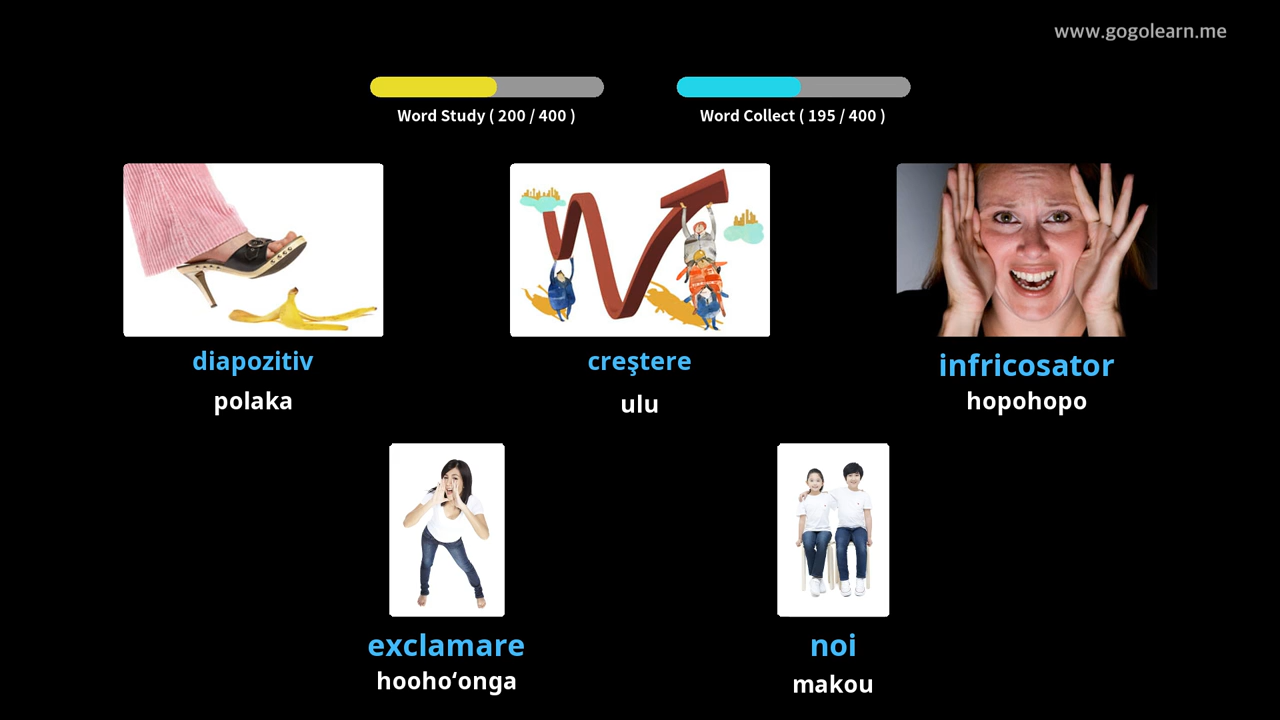 www.gogolearn.me
Word Study ( 200 / 400 )
Word Collect ( 195 / 400 )
diapozitiv
polaka
creştere
ulu
infricosator
hopohopo
exclamare
hooho‘onga
noi
makou